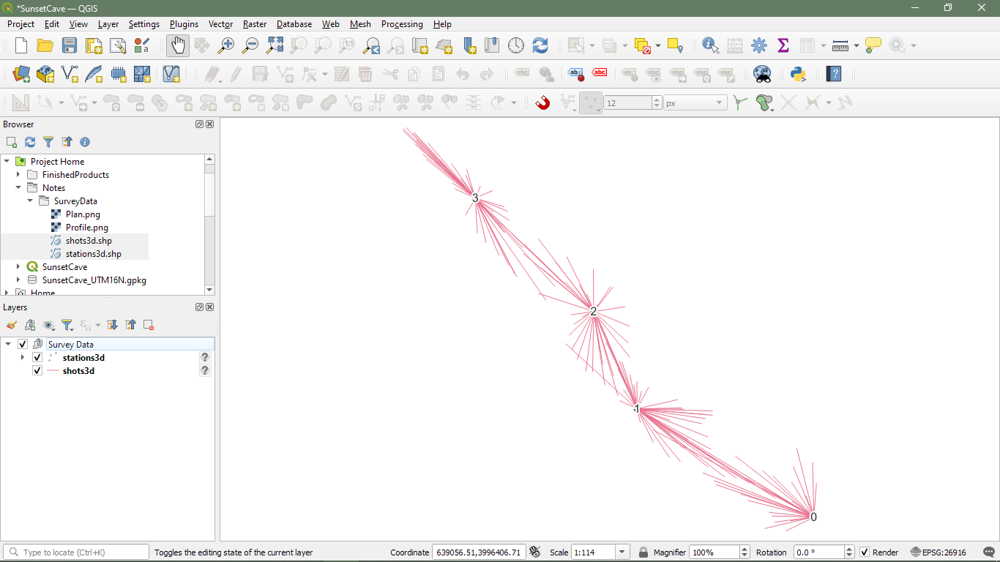 *SunsetCave — QGIS
Project Edit View Layer Settings Plugins Vector Raster Database Web Mesh Processing Help
12 px
Browser
Project Home
FinishedProducts
Notes
SurveyData
Plan.png
Profile.png
shots3d.shp
stations3d.shp
SunsetCave
SunsetCave_UTM16N.gpkg
Home
Layers
Survey Data
stations3d ?
shots3d ?
3
2
1
0
Type to locate (Ctrl+K) Toggles the editing state of the current layer Coordinate 639056.51,3996406.71 Scale 1:114 Magnifier 100% Rotation 0.0 ° Render EPSG:26916